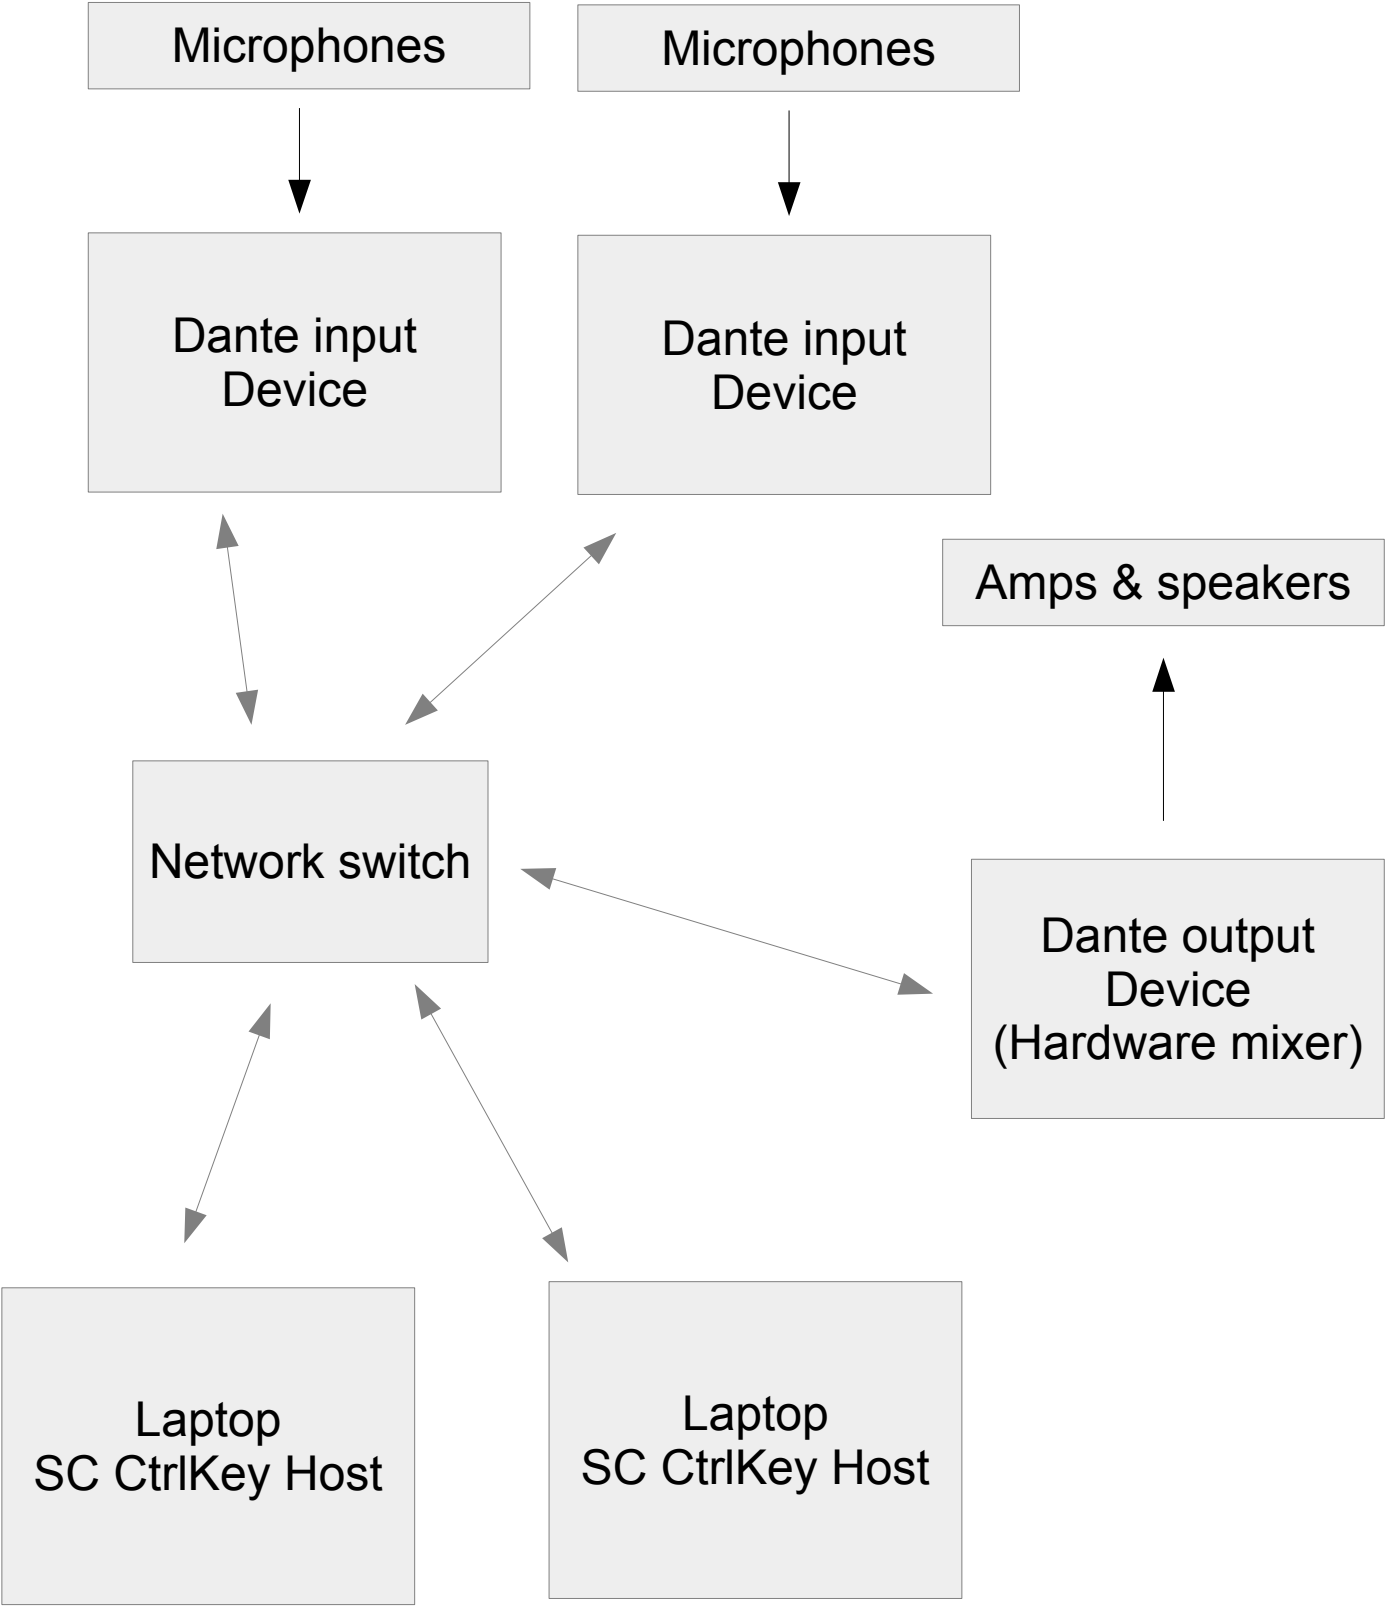 Microphones
Microphones
Dante input
Device
Dante input
Device
Amps & speakers
Network switch
Dante output
Device
(Hardware mixer)
Laptop
SC CtrlKey Host
Laptop
SC CtrlKey Host